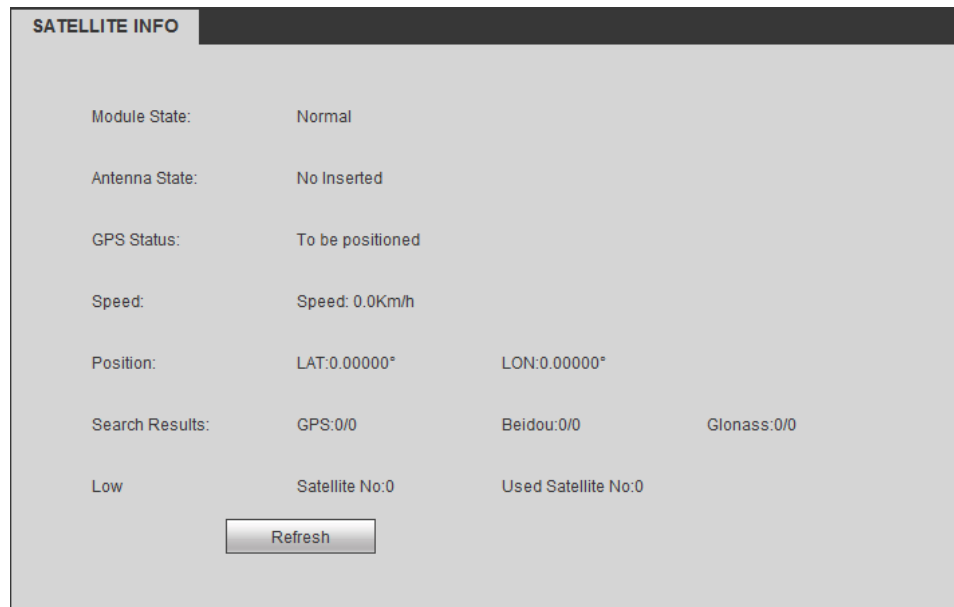 SATELLITE INFO
Module State: Normal
Antenna State: No Inserted
GPS Status: To be positioned
Speed: Speed: 0.0Km/h
Position: LAT:0.00000° LON:0.00000°
Search Results: GPS:0/0 Beidou:0/0 Glonass:0/0
Low Satellite No:0 Used Satellite No:0
Refresh